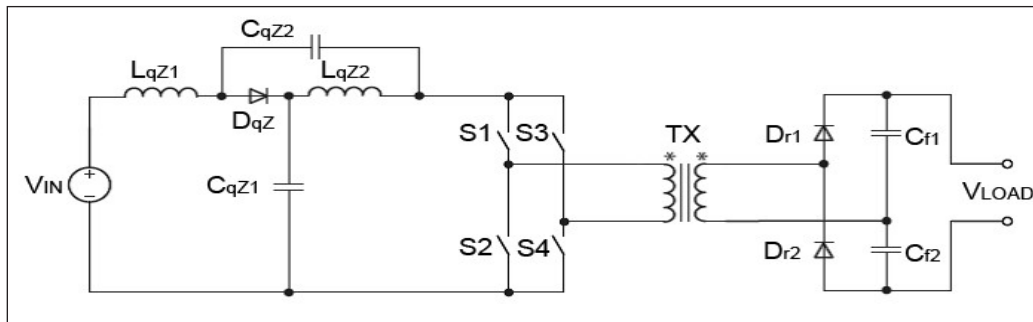 CqZ2
LqZ1
LqZ2
DqZ
S1
S3
TX
* *
Dr1
Cf1
VIN
+
−
CqZ1
VLOAD
S2
S4
Dr2
Cf2